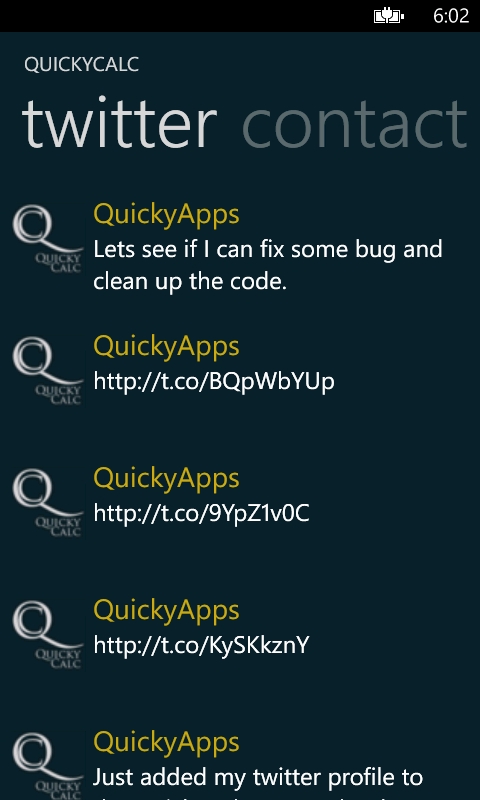 6:02
QUICKYCALC
twitter contact
QuickyApps
Lets see if I can fix some bug and
clean up the code.
QUICKY
CALC
QuickyApps
http://t.co/BQpWbYUp
QUICKY
CALC
QuickyApps
http://t.co/9YpZ1v0C
QUICKY
CALC
QuickyApps
http://t.co/KySKkznY
QUICKY
CALC
QuickyApps
Just added my twitter profile to
QUICKY
CALC